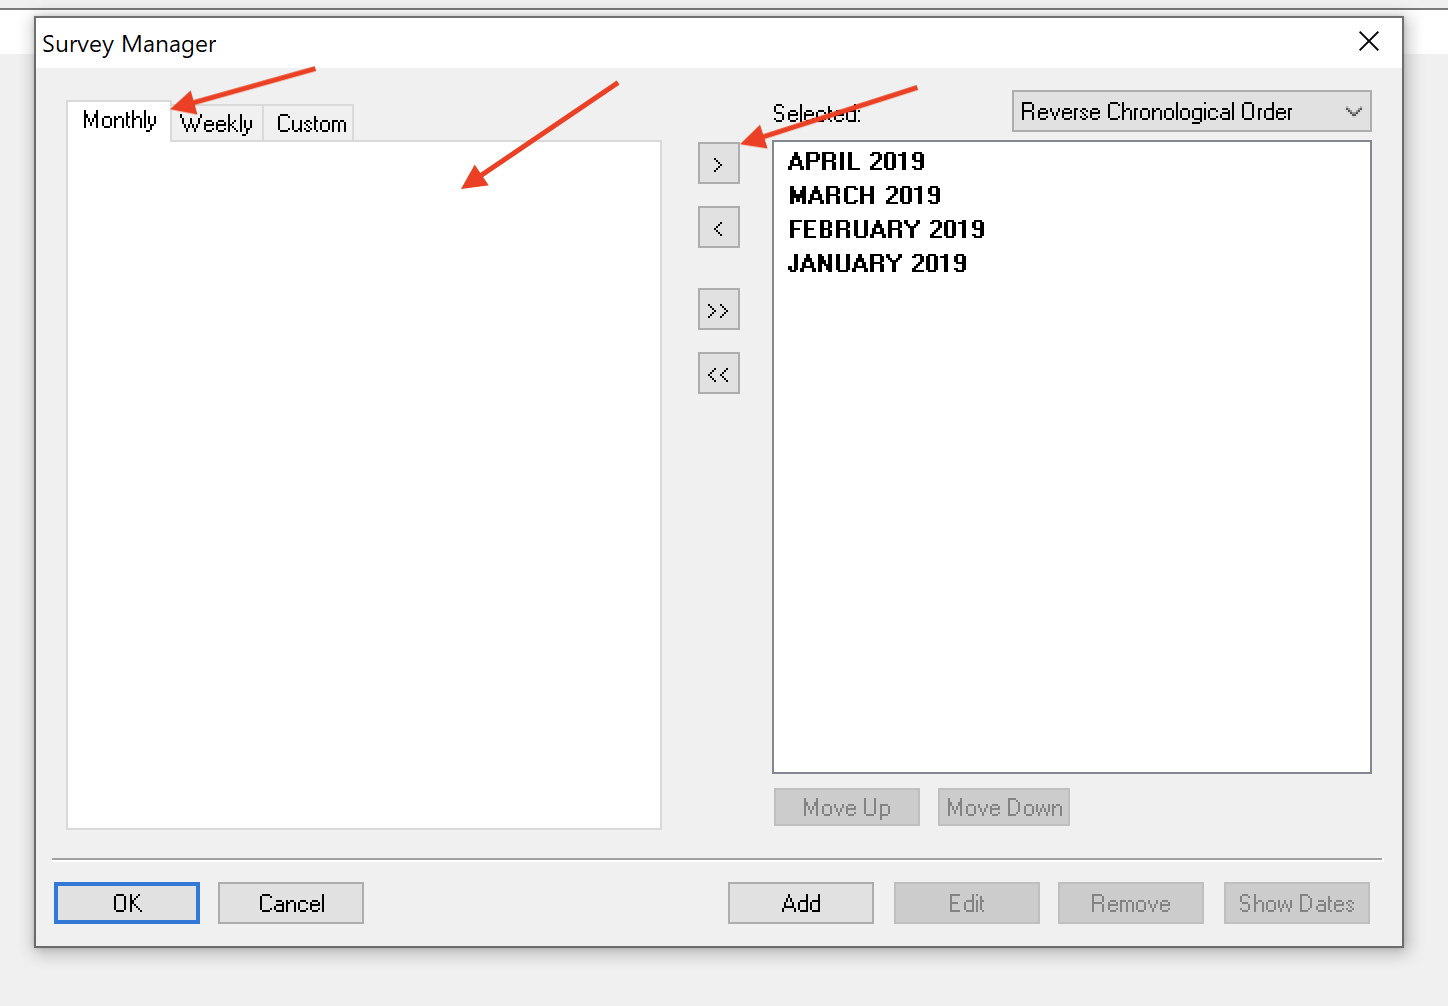 Survey Manager
Monthly
Weekly
Custom
Selected:
Reverse Chronological Order
>
<
>>
<<
APRIL 2019
MARCH 2019
FEBRUARY 2019
JANUARY 2019
Move Up
Move Down
OK
Cancel
Add
Edit
Remove
Show Dates